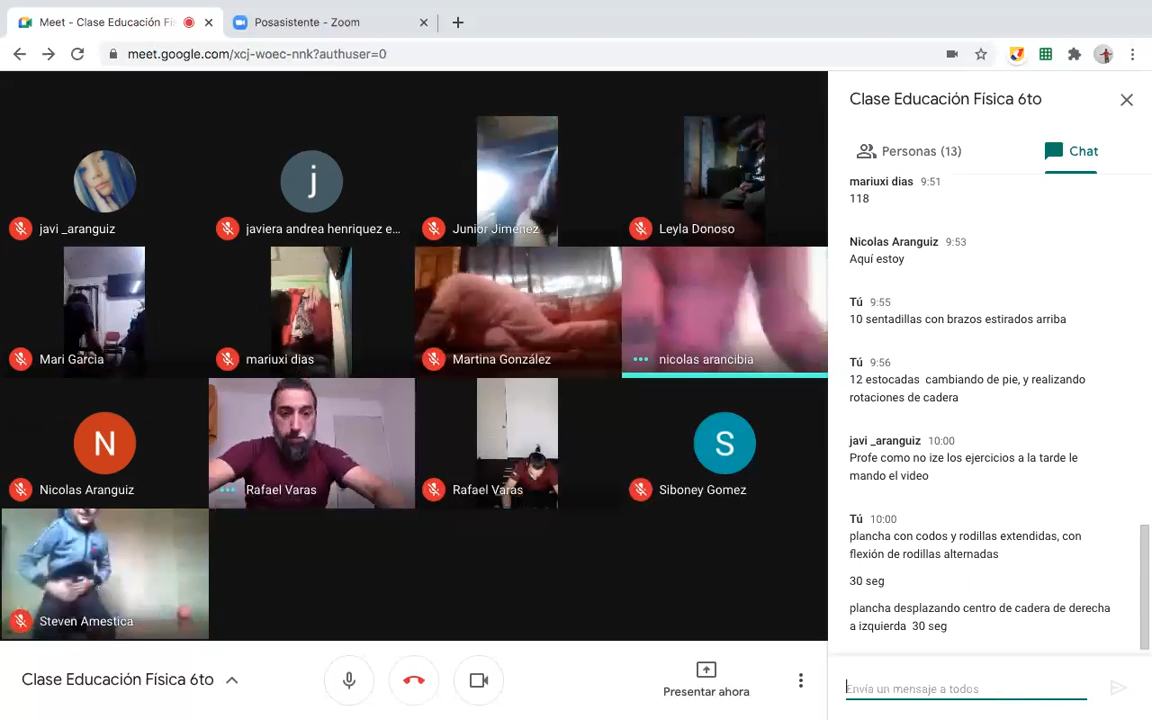 Meet - Clase Educación Fí
Posasistente - Zoom
meet.google.com/xcj-woec-nnk?authuser=0
Clase Educación Física 6to
Personas (13)
Chat
j
javi _aranguiz
javiera andrea henriquez e...
Junior Jimenez
Leyla Donoso
Mari Garcia
mariuxi dias
Martina González
nicolas arancibia
N
S
Nicolas Aranguiz
Rafael Varas
Rafael Varas
Siboney Gomez
Steven Amestica
mariuxi dias 9:51
118
Nicolas Aranguiz 9:53
Aquí estoy
Tú 9:55
10 sentadillas con brazos estirados arriba
Tú 9:56
12 estocadas cambiando de pie, y realizando
rotaciones de cadera
javi _aranguiz 10:00
Profe como no ize los ejercicios a la tarde le
mando el video
Tú 10:00
plancha con codos y rodillas extendidas, con
flexión de rodillas alternadas
30 seg
plancha desplazando centro de cadera de derecha
a izquierda 30 seg
Envía un mensaje a todos
Clase Educación Física 6to
Presentar ahora